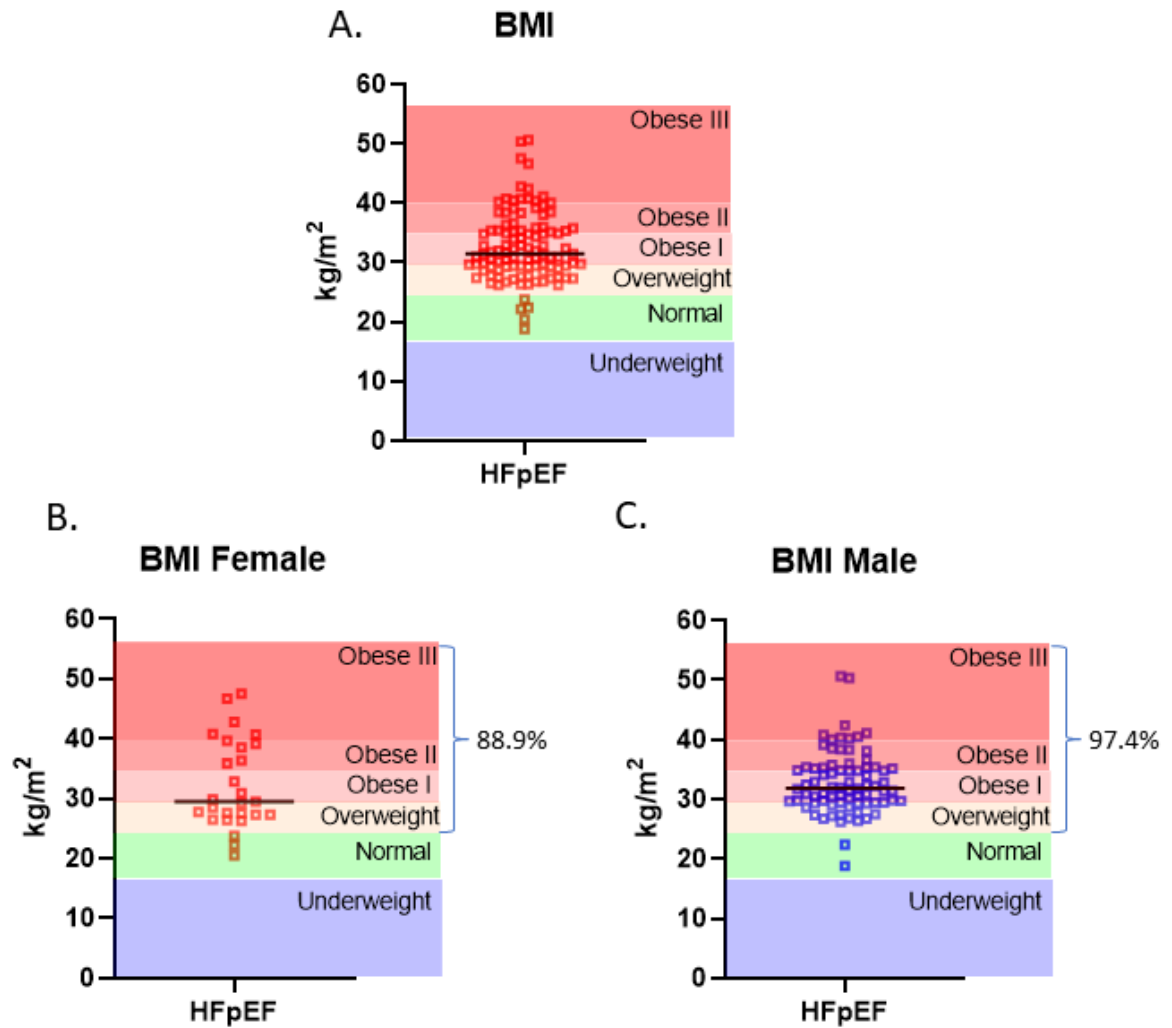 A.
BMI
60
50
40
30
20
10
0
kg/m²
Obese III
Obese II
Obese I
Overweight
Normal
Underweight
HFpEF
B.
BMI Female
60
50
40
30
20
10
0
kg/m²
Obese III
Obese II
Obese I
Overweight
Normal
Underweight
88.9%
HFpEF
C.
BMI Male
60
50
40
30
20
10
0
kg/m²
Obese III
Obese II
Obese I
Overweight
Normal
Underweight
97.4%
HFpEF